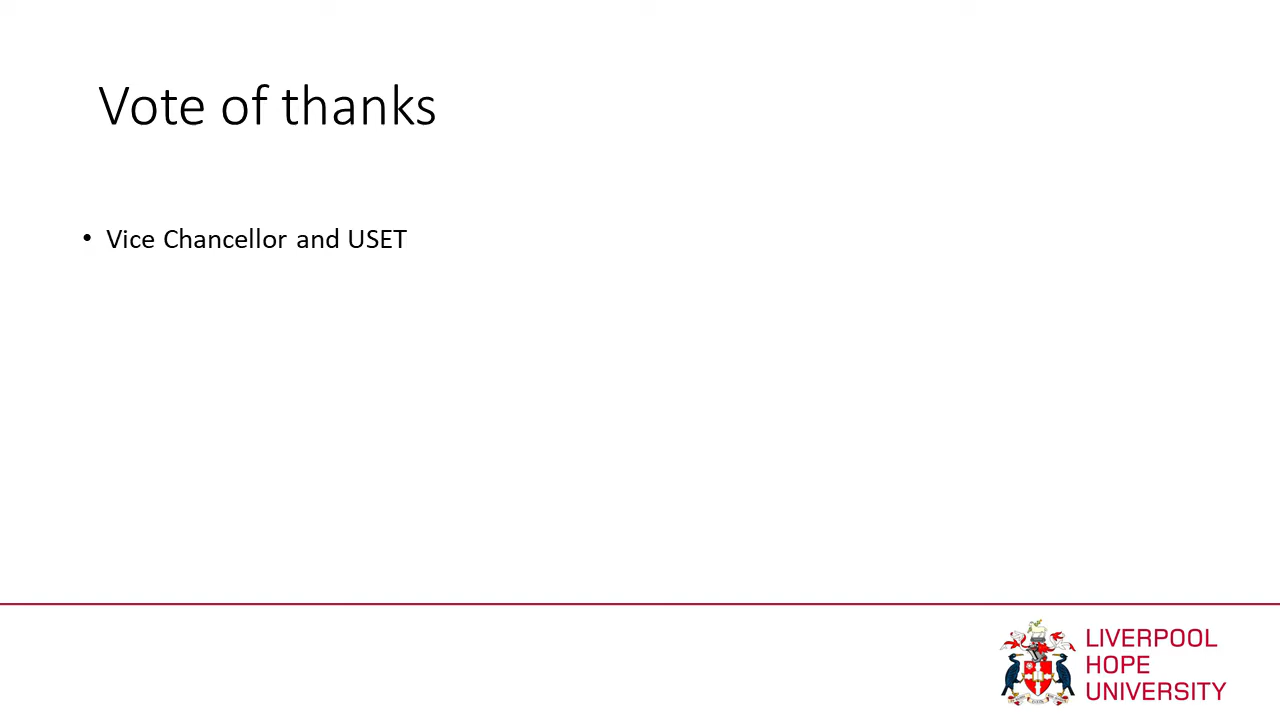 Vote of thanks
• Vice Chancellor and USET
LIVERPOOL
HOPE
UNIVERSITY